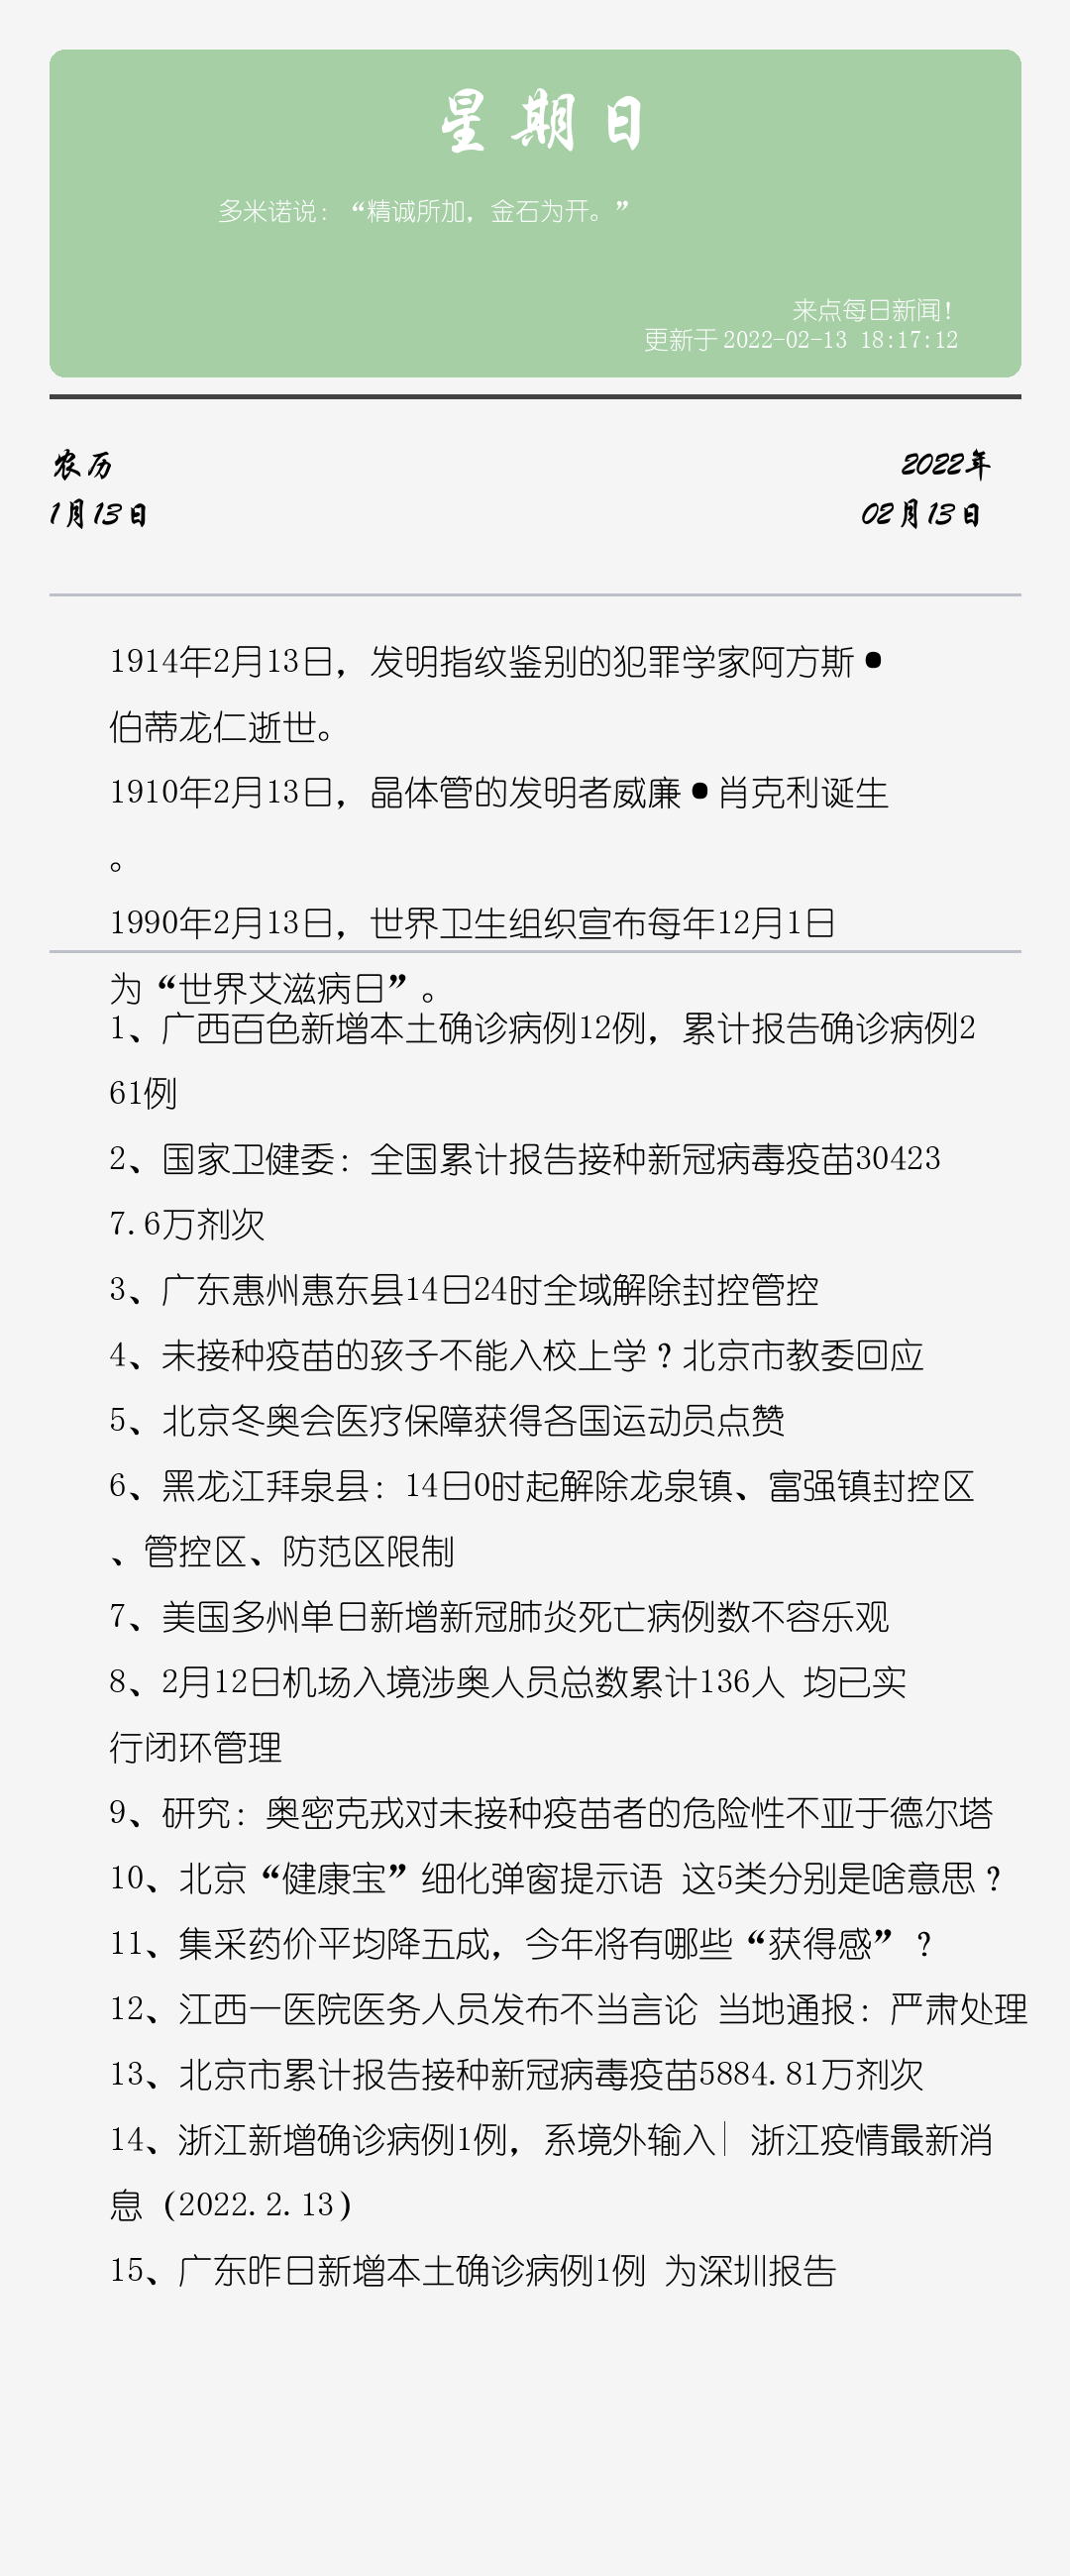 星期日
多米诺说：“精诚所加，金石为开。”
来点每日新闻！
更新于 2022-02-13 18:17:12
农历
2022年
1月13日
02月13日
1914年2月13日，发明指纹鉴别的犯罪学家阿方斯•
伯蒂龙仁逝世。
1910年2月13日，晶体管的发明者威廉•肖克利诞生
。
1990年2月13日，世界卫生组织宣布每年12月1日
为“世界艾滋病日”。
1、广西百色新增本土确诊病例12例，累计报告确诊病例2
61例
2、国家卫健委：全国累计报告接种新冠病毒疫苗30423
7.6万剂次
3、广东惠州惠东县14日24时全域解除封控管控
4、未接种疫苗的孩子不能入校上学？北京市教委回应
5、北京冬奥会医疗保障获得各国运动员点赞
6、黑龙江拜泉县：14日0时起解除龙泉镇、富强镇封控区
、管控区、防范区限制
7、美国多州单日新增新冠肺炎死亡病例数不容乐观
8、2月12日机场入境涉奥人员总数累计136人 均已实
行闭环管理
9、研究：奥密克戎对未接种疫苗者的危险性不亚于德尔塔
10、北京“健康宝”细化弹窗提示语 这5类分别是啥意思？
11、集采药价平均降五成，今年将有哪些“获得感”？
12、江西一医院医务人员发布不当言论 当地通报：严肃处理
13、北京市累计报告接种新冠病毒疫苗5884.81万剂次
14、浙江新增确诊病例1例，系境外输入| 浙江疫情最新消
息（2022.2.13）
15、广东昨日新增本土确诊病例1例 为深圳报告